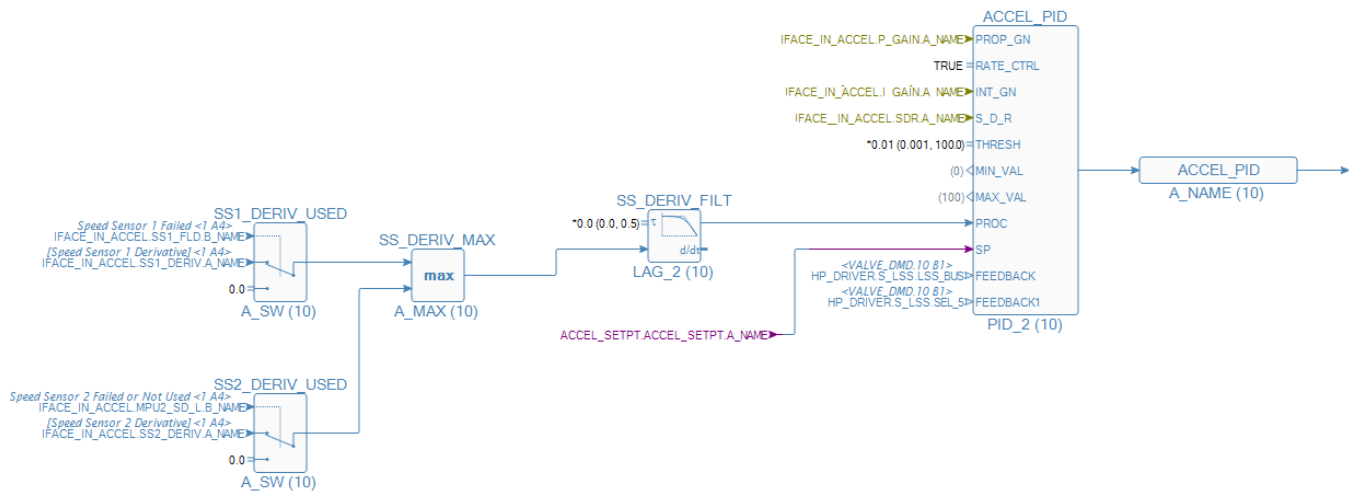 ACCEL_PID
IFACE_IN_ACCEL.P_GAIN.A_NAME
PROP_GN
TRUE
RATE_CTRL
IFACE_IN_ACCEL.I_GAIN.A_NAME
INT_GN
IFACE_IN_ACCEL.SDR.A_NAME
S_D_R
*0.01 (0.001, 100.0)
THRESH
(0)
MIN_VAL
(100)
MAX_VAL
PROC
SP
<VALVE_DMD.10 B1>
HP_DRIVER.S_LSS.LSS_BUS
FEEDBACK
<VALVE_DMD.10 B1>
HP_DRIVER.S_LSS.SEL_5
FEEDBACK1
PID_2 (10)
ACCEL_PID
A_NAME (10)
SS_DERIV_FILT
*0.0 (0.0, 0.5)
τ
d/dt
LAG_2 (10)
SS1_DERIV_USED
Speed Sensor 1 Failed <1 A4>
IFACE_IN_ACCEL.SS1_FLD.B_NAME
[Speed Sensor 1 Derivative] <1 A4>
IFACE_IN_ACCEL.SS1_DERIV.A_NAME
0.0
A_SW (10)
SS_DERIV_MAX
max
A_MAX (10)
ACCEL_SETPT.ACCEL_SETPT.A_NAME
SS2_DERIV_USED
Speed Sensor 2 Failed or Not Used <1 A4>
IFACE_IN_ACCEL.MPU2_SD_L.B_NAME
[Speed Sensor 2 Derivative] <1 A4>
IFACE_IN_ACCEL.SS2_DERIV.A_NAME
0.0
A_SW (10)